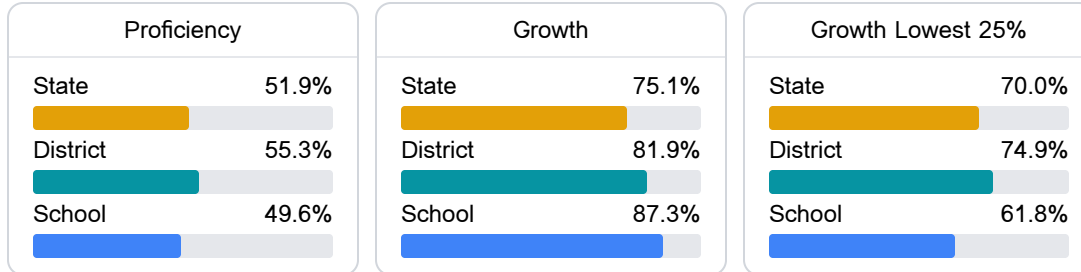 Proficiency
State 51.9%
District 55.3%
School 49.6%
Growth
State 75.1%
District 81.9%
School 87.3%
Growth Lowest 25%
State 70.0%
District 74.9%
School 61.8%